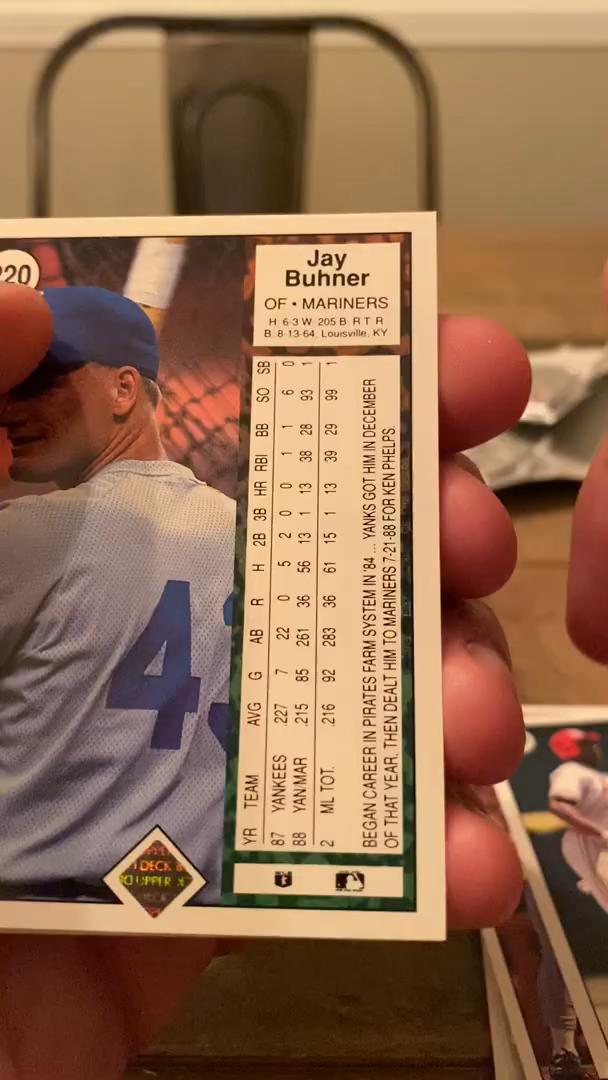 220
Jay
Buhner
OF • MARINERS
H 6-3 W 205 B R T R
B. 8-13-64, Louisville, KY
YR TEAM AVG G AB R H 2B 3B HR RBI BB SO SB
87 YANKEES .227 7 22 0 5 2 0 0 1 1 6 0
88 YAN/MAR .215 85 261 36 56 13 1 13 38 28 93 1
2 ML TOT. .216 92 283 36 61 15 1 13 39 29 99 1
BEGAN CAREER IN PIRATES FARM SYSTEM IN '84 ... YANKS GOT HIM IN DECEMBER
OF THAT YEAR, THEN DEALT HIM TO MARINERS 7-21-88 FOR KEN PHELPS.
4
DECK
UPPER